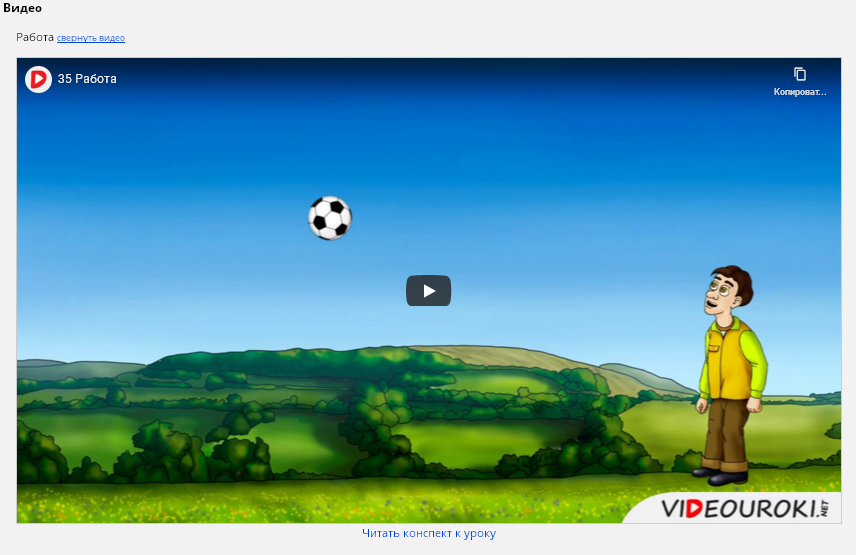 Видео
Работа свернуть видео
35 Работа
Копироват...
VIDEOUROKI.NET
Читать конспект к уроку